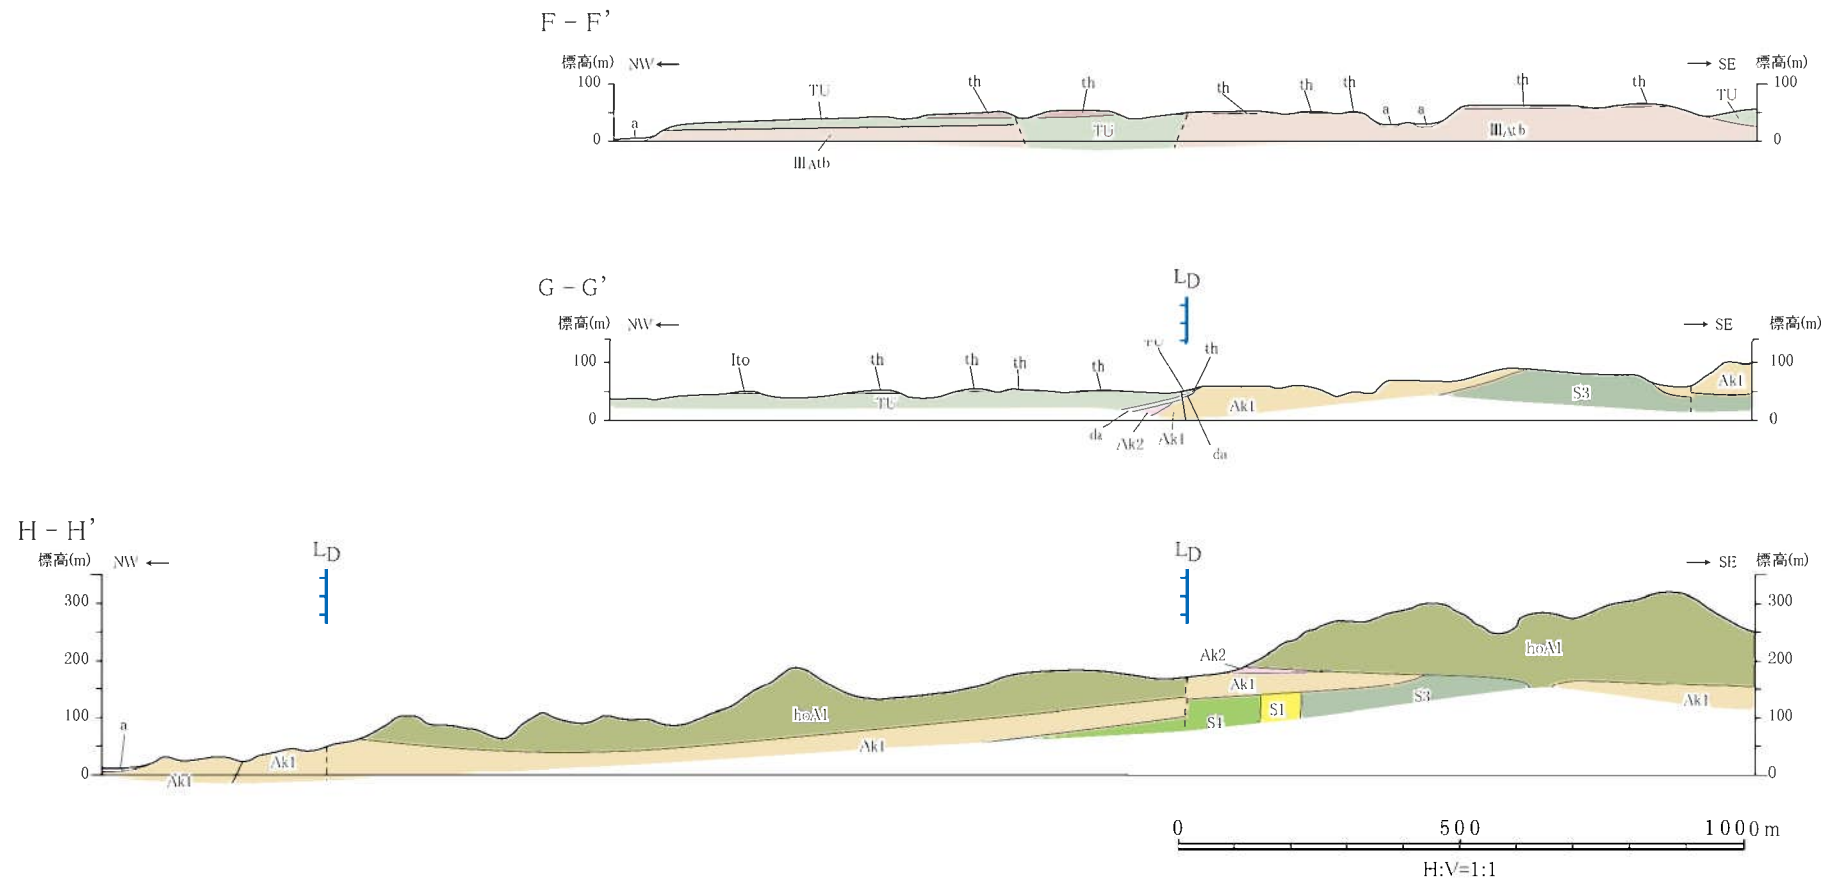 F－F’
標高(m) NW← →SE 標高(m)
100 TU th th th th th th th TU 100
a a a
0 TU ⅢAtb 0
ⅢAtb
LD
G－G’
標高(m) NW← →SE 標高(m)
TU th
100 Ito th th th th 100
Ak1
TU Ak1 S3
0 0
da Ak2 Ak1 da
H－H’
LD LD
標高(m) NW ← → SE 標高(m)
300 300
200 Ak2 hoA1 200
Ak1 S3 Ak1
100 hoA1 S1 100
a S4
Ak1 Ak1
0 Ak1 0
0 500 1000m
H:V=1:1